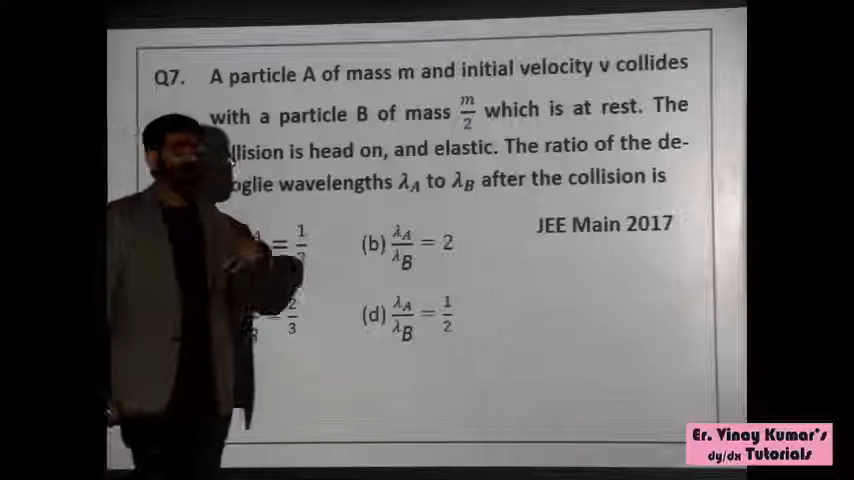 Q7. A particle A of mass m and initial velocity v collides
with a particle B of mass m/2 which is at rest. The
is head on, and elastic. The ratio of the de-
wavelengths λA to λB after the collision is
JEE Main 2017
(b) λA/λB = 2
2/3
(d) λA/λB = 1/2
Er. Vinay Kumar's
dy/dx Tutorials